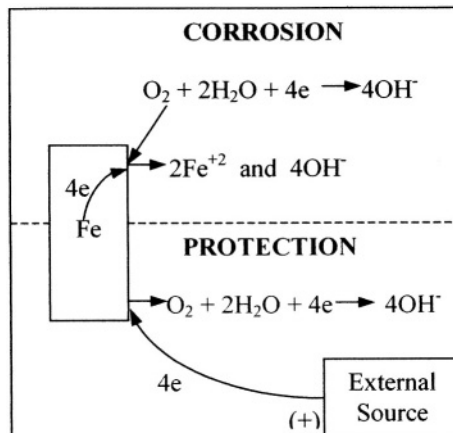 CORROSION
O₂ + 2H₂O + 4e → 4OH⁻
4e
2Fe⁺² and 4OH⁻
Fe
PROTECTION
O₂ + 2H₂O + 4e → 4OH⁻
4e
External
(+) Source